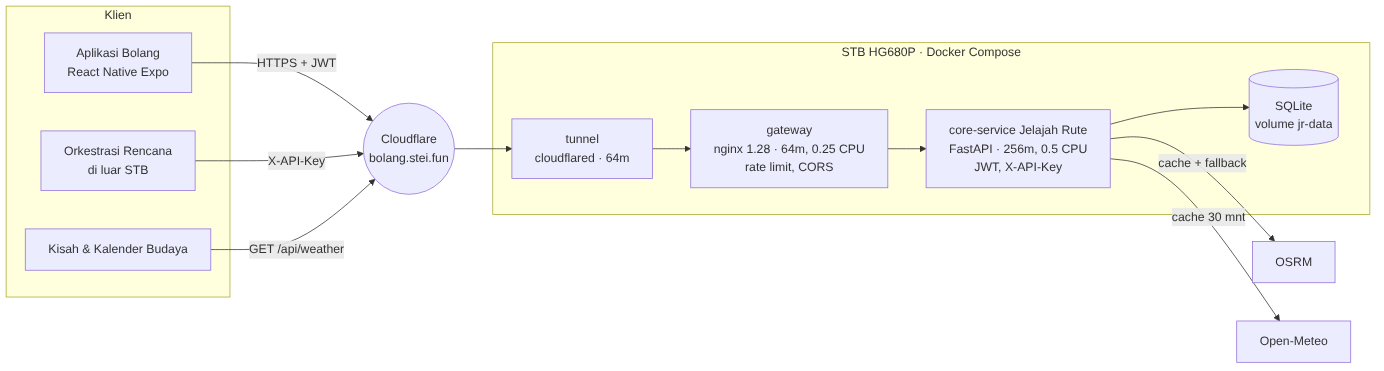 Klien
Aplikasi Bolang
React Native Expo
HTTPS + JWT
Orkestrasi Rencana
di luar STB
X-API-Key
Kisah & Kalender Budaya
GET /api/weather
Cloudflare
bolang.stei.fun
STB HG680P · Docker Compose
tunnel
cloudflared · 64m
gateway
nginx 1.28 · 64m, 0.25 CPU
rate limit, CORS
core-service Jelajah Rute
FastAPI · 256m, 0.5 CPU
JWT, X-API-Key
SQLite
volume jr-data
cache + fallback
cache 30 mnt
OSRM
Open-Meteo